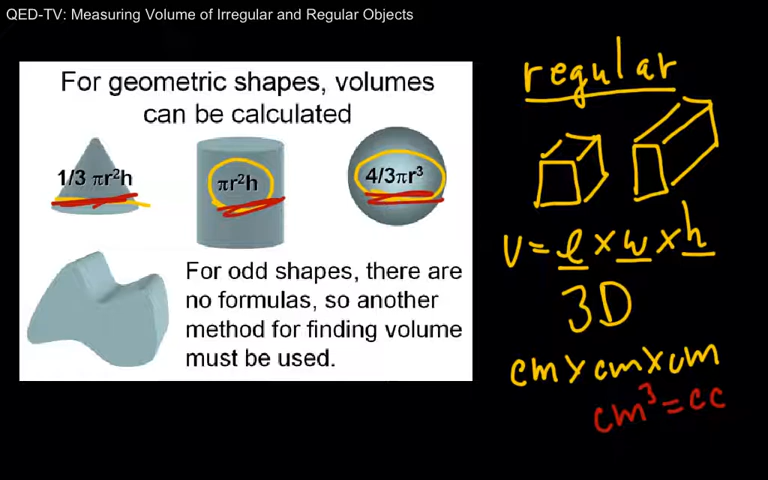 QED-TV: Measuring Volume of Irregular and Regular Objects
For geometric shapes, volumes
can be calculated
1/3 πr²h
πr²h
4/3πr³
For odd shapes, there are
no formulas, so another
method for finding volume
must be used.
regular
V = l × w × h
3D
cm × cm × cm
cm³ = cc